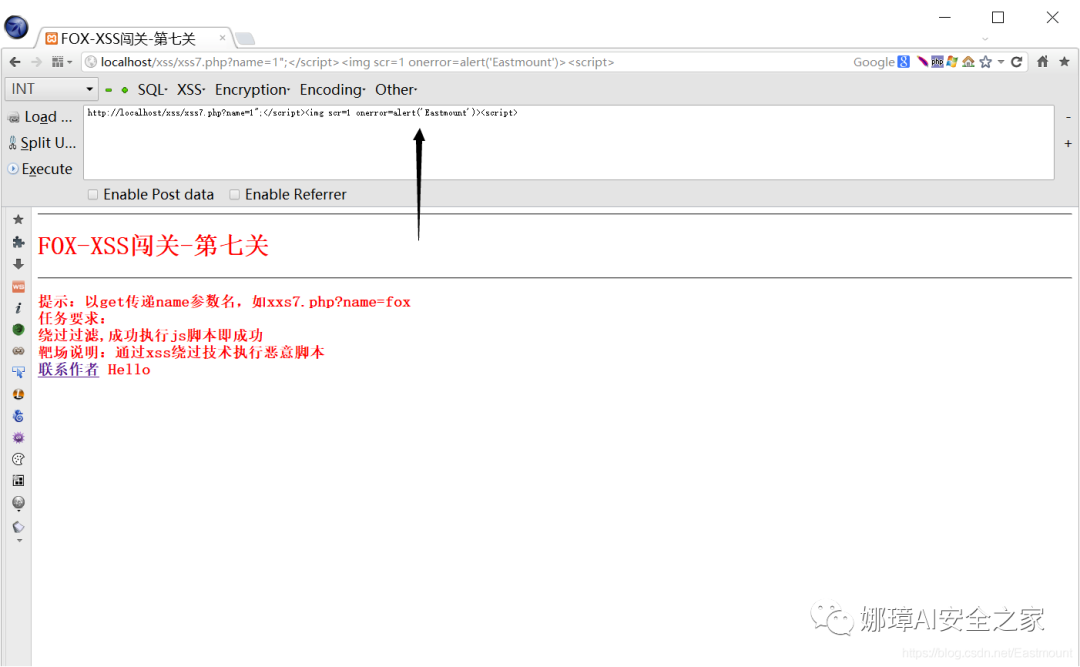 FOX-XSS闯关-第七关
localhost/xss/xss7.php?name=1";</script><img scr=1 onerror=alert('Eastmount')><script>
Google
INT
SQL· XSS· Encryption· Encoding· Other·
Load ...
http://localhost/xss/xss7.php?name=1";</script><img scr=1 onerror=alert('Eastmount')><script>
Split U...
Execute
Enable Post data Enable Referrer
FOX-XSS闯关-第七关
提示：以get传递name参数名，如xxs7.php?name=fox
任务要求：
绕过过滤,成功执行js脚本即成功
靶场说明：通过xss绕过技术执行恶意脚本
联系作者 Hello
娜璋AI安全之家
https://blog.csdn.net/Eastmount